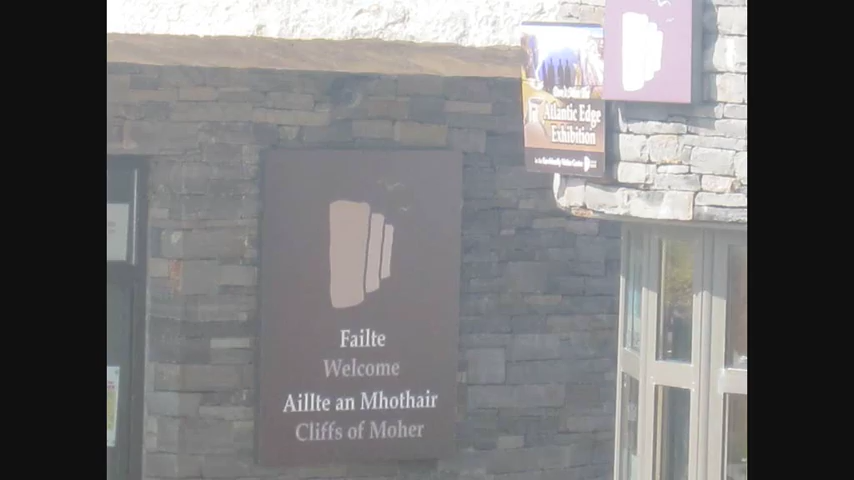 Atlantic Edge
Exhibition
Failte
Welcome
Aillte an Mhothair
Cliffs of Moher